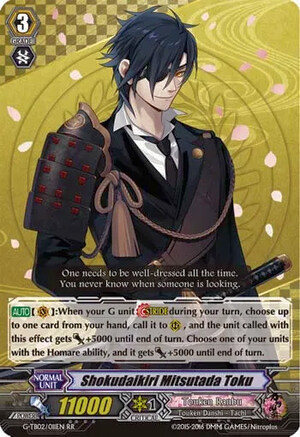 3
GRADE
One needs to be well-dressed all the time.
You never know when someone is looking.
AUTO : When your G unit RIDE during your turn, choose up
to one card from your hand, call it to , and the unit called with
this effect gets +5000 until end of turn. Choose one of your units
with the Homare ability, and it gets +5000 until end of turn.
NORMAL UNIT
Shokudaikiri Mitsutada Toku
POWER 11000 1
CRITICAL
Touken Ranbu
Touken Danshi - Tachi
G-TB02/011EN RR
©2015-2016 DMM GAMES/Nitroplus